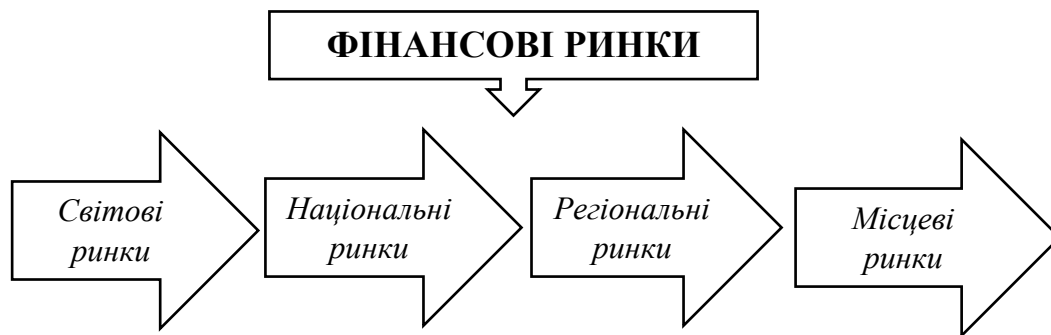 ФІНАНСОВІ РИНКИ
Світові
ринки
Національні
ринки
Регіональні
ринки
Місцеві
ринки